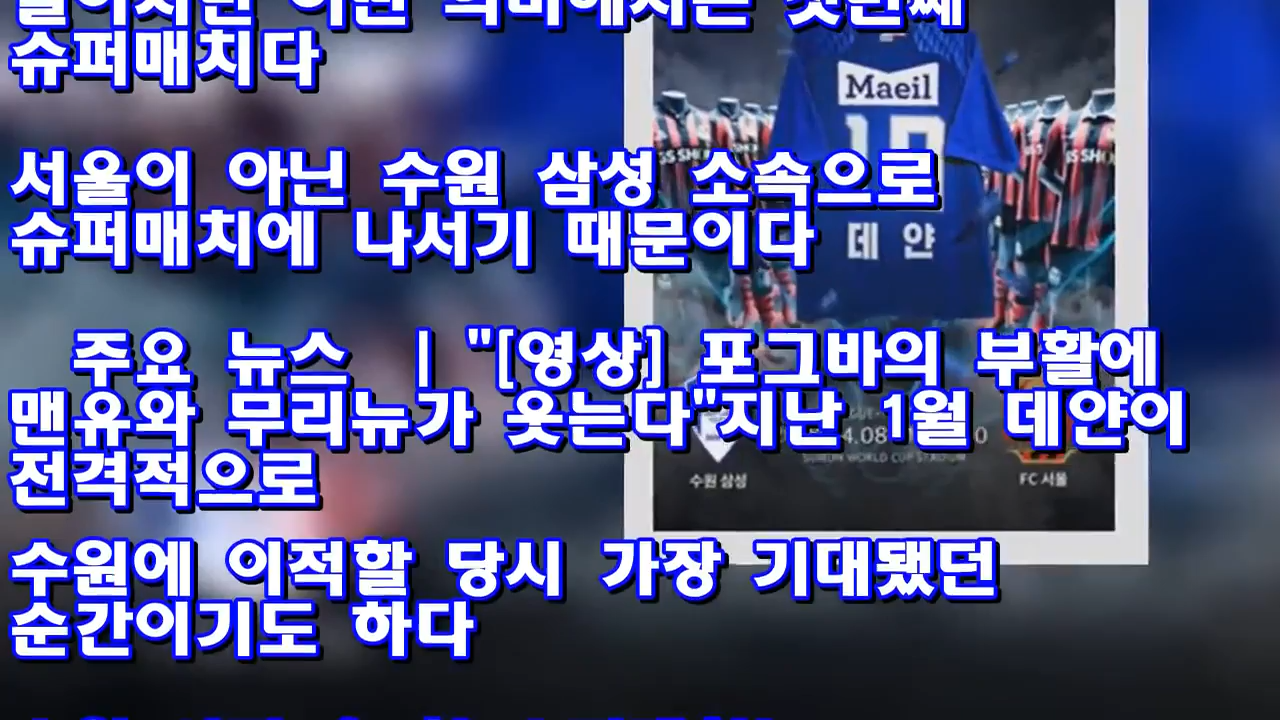 슈퍼매치다
서울이 아닌 수원 삼성 소속으로
슈퍼매치에 나서기 때문이다
주요 뉴스 | "[영상] 포그바의 부활에
맨유와 무리뉴가 웃는다"지난 1월 데얀이
전격적으로
수원에 이적할 당시 가장 기대됐던
순간이기도 하다
Maeil
데얀
4.08
수원 삼성
FC 서울